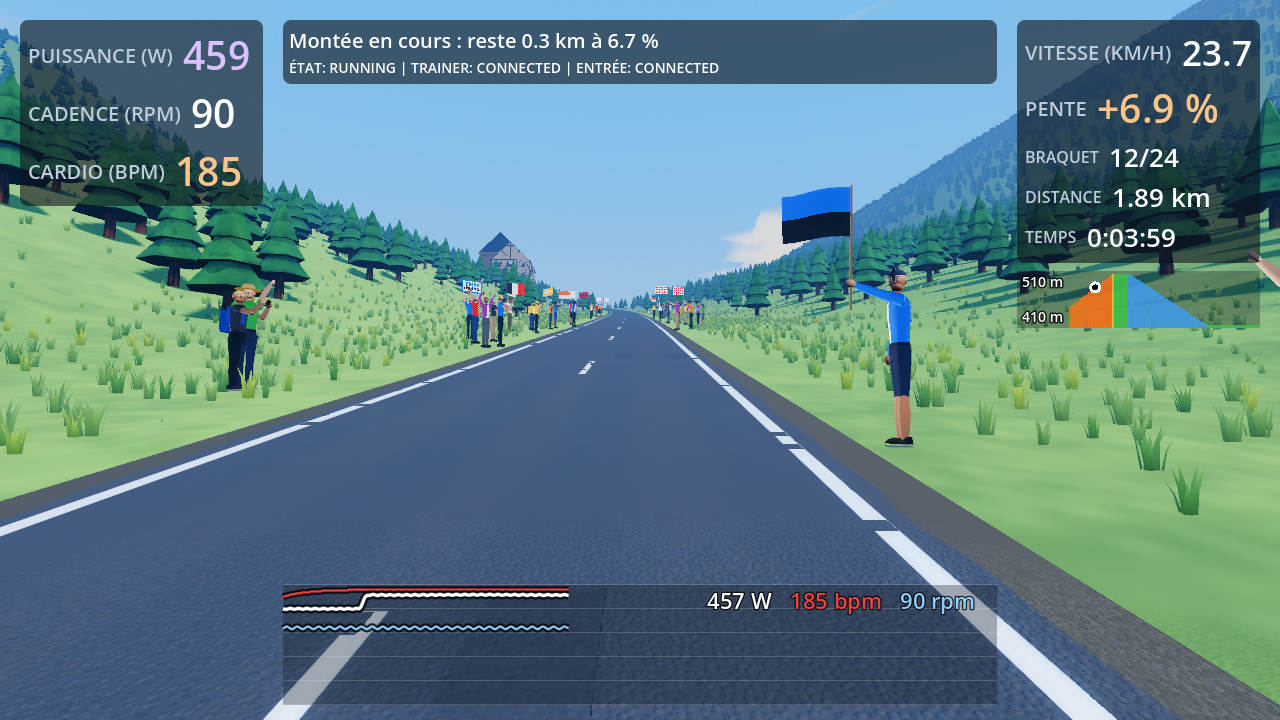 PUISSANCE (W) 459
CADENCE (RPM) 90
CARDIO (BPM) 185
Montée en cours : reste 0.3 km à 6.7 %
ÉTAT: RUNNING | TRAINER: CONNECTED | ENTRÉE: CONNECTED
VITESSE (KM/H) 23.7
PENTE +6.9 %
BRAQUET 12/24
DISTANCE 1.89 km
TEMPS 0:03:59
510 m
410 m
457 W 185 bpm 90 rpm